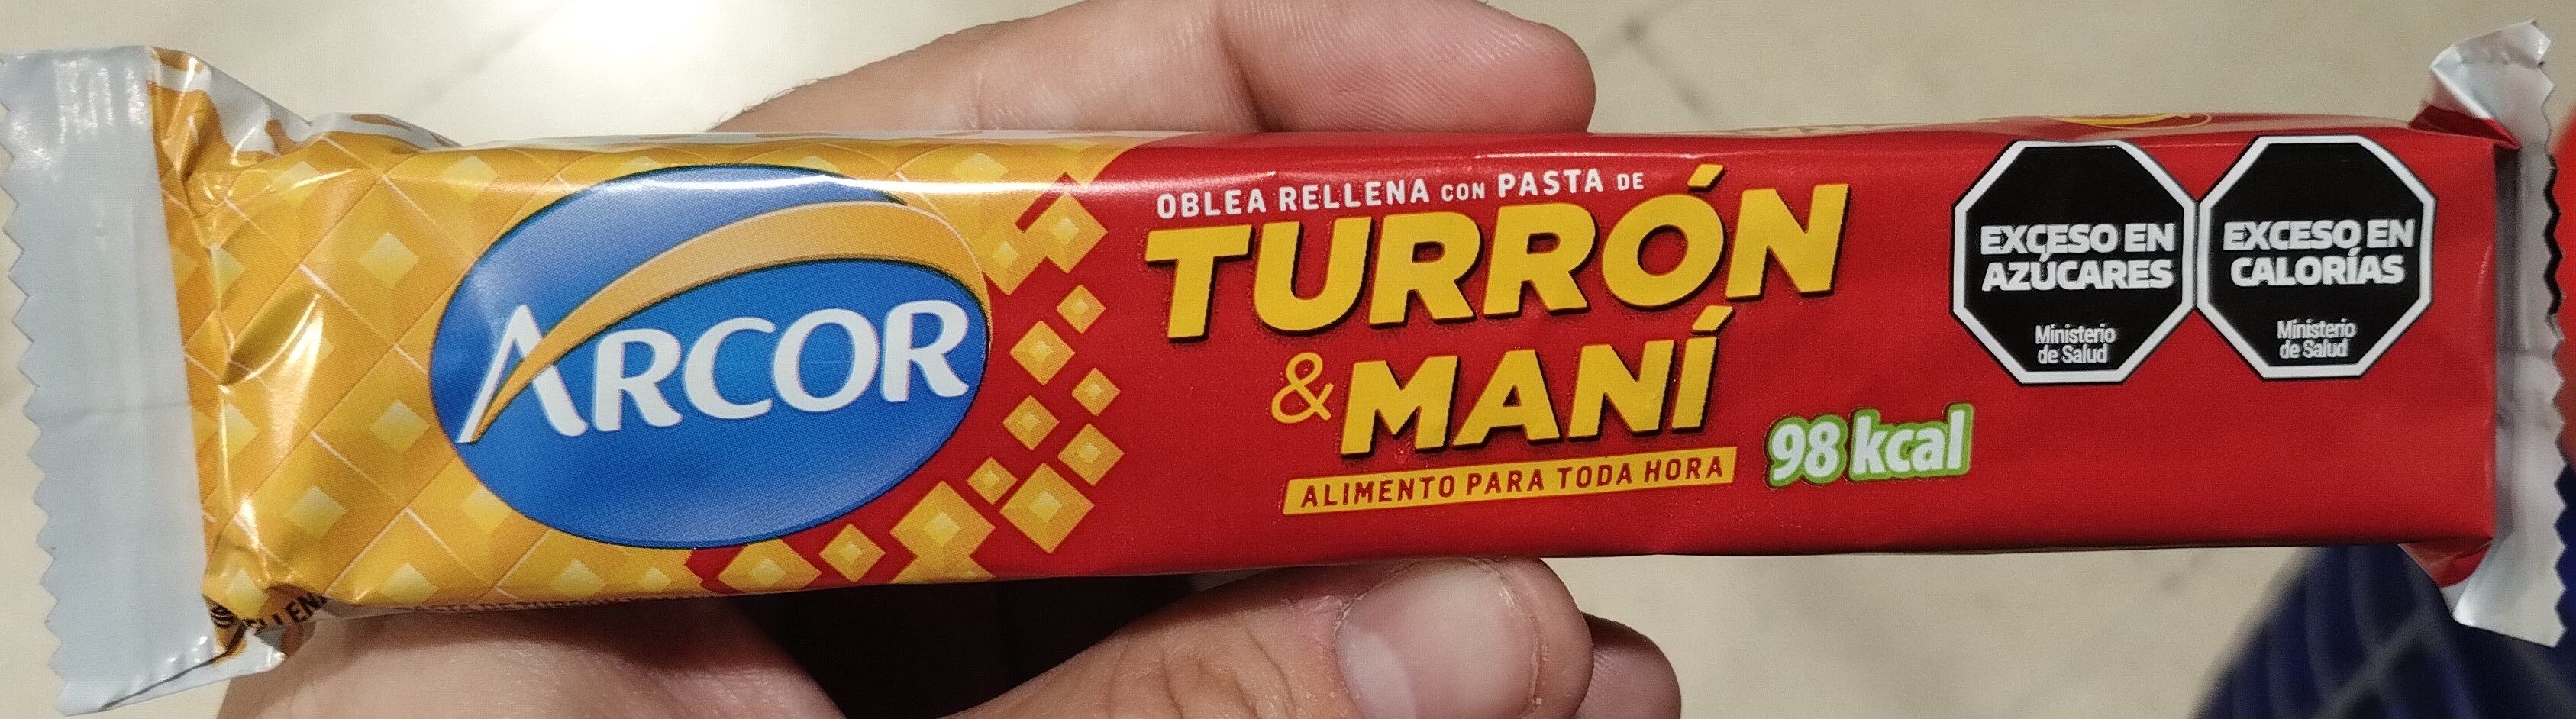 ARCOR
OBLEA RELLENA CON PASTA DE
TURRÓN
& MANÍ
ALIMENTO PARA TODA HORA
98 kcal
EXCESO EN
AZÚCARES
Ministerio
de Salud
EXCESO EN
CALORÍAS
Ministerio
de Salud